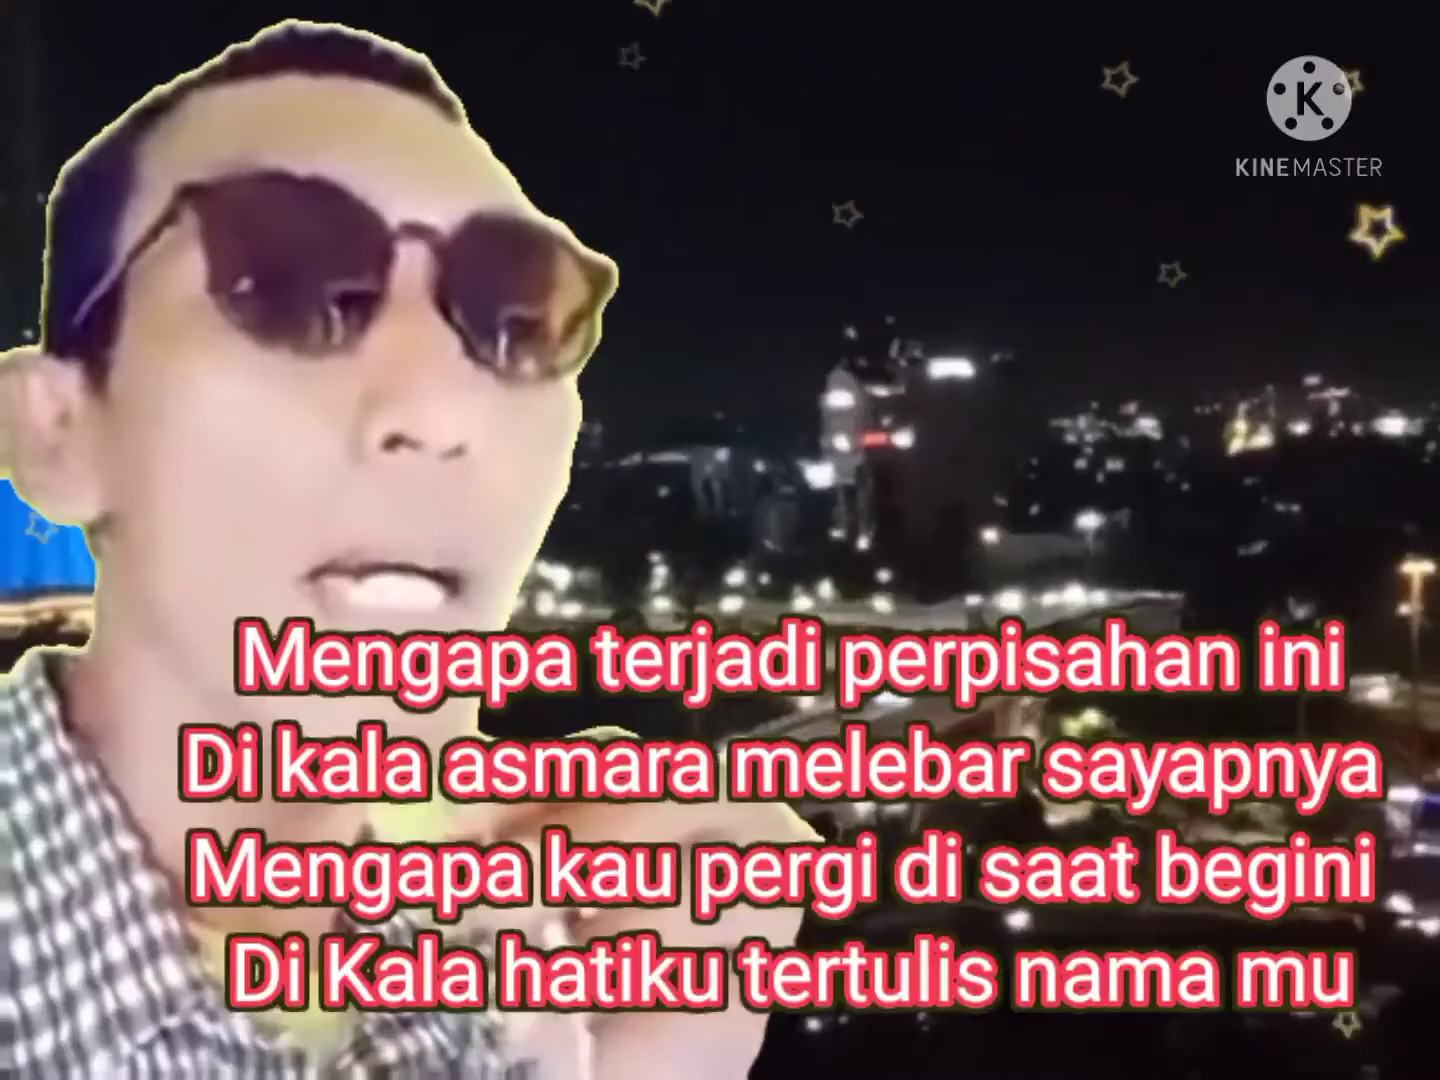 K
KINEMASTER
Mengapa terjadi perpisahan ini
Di kala asmara melebar sayapnya
Mengapa kau pergi di saat begini
Di Kala hatiku tertulis nama mu